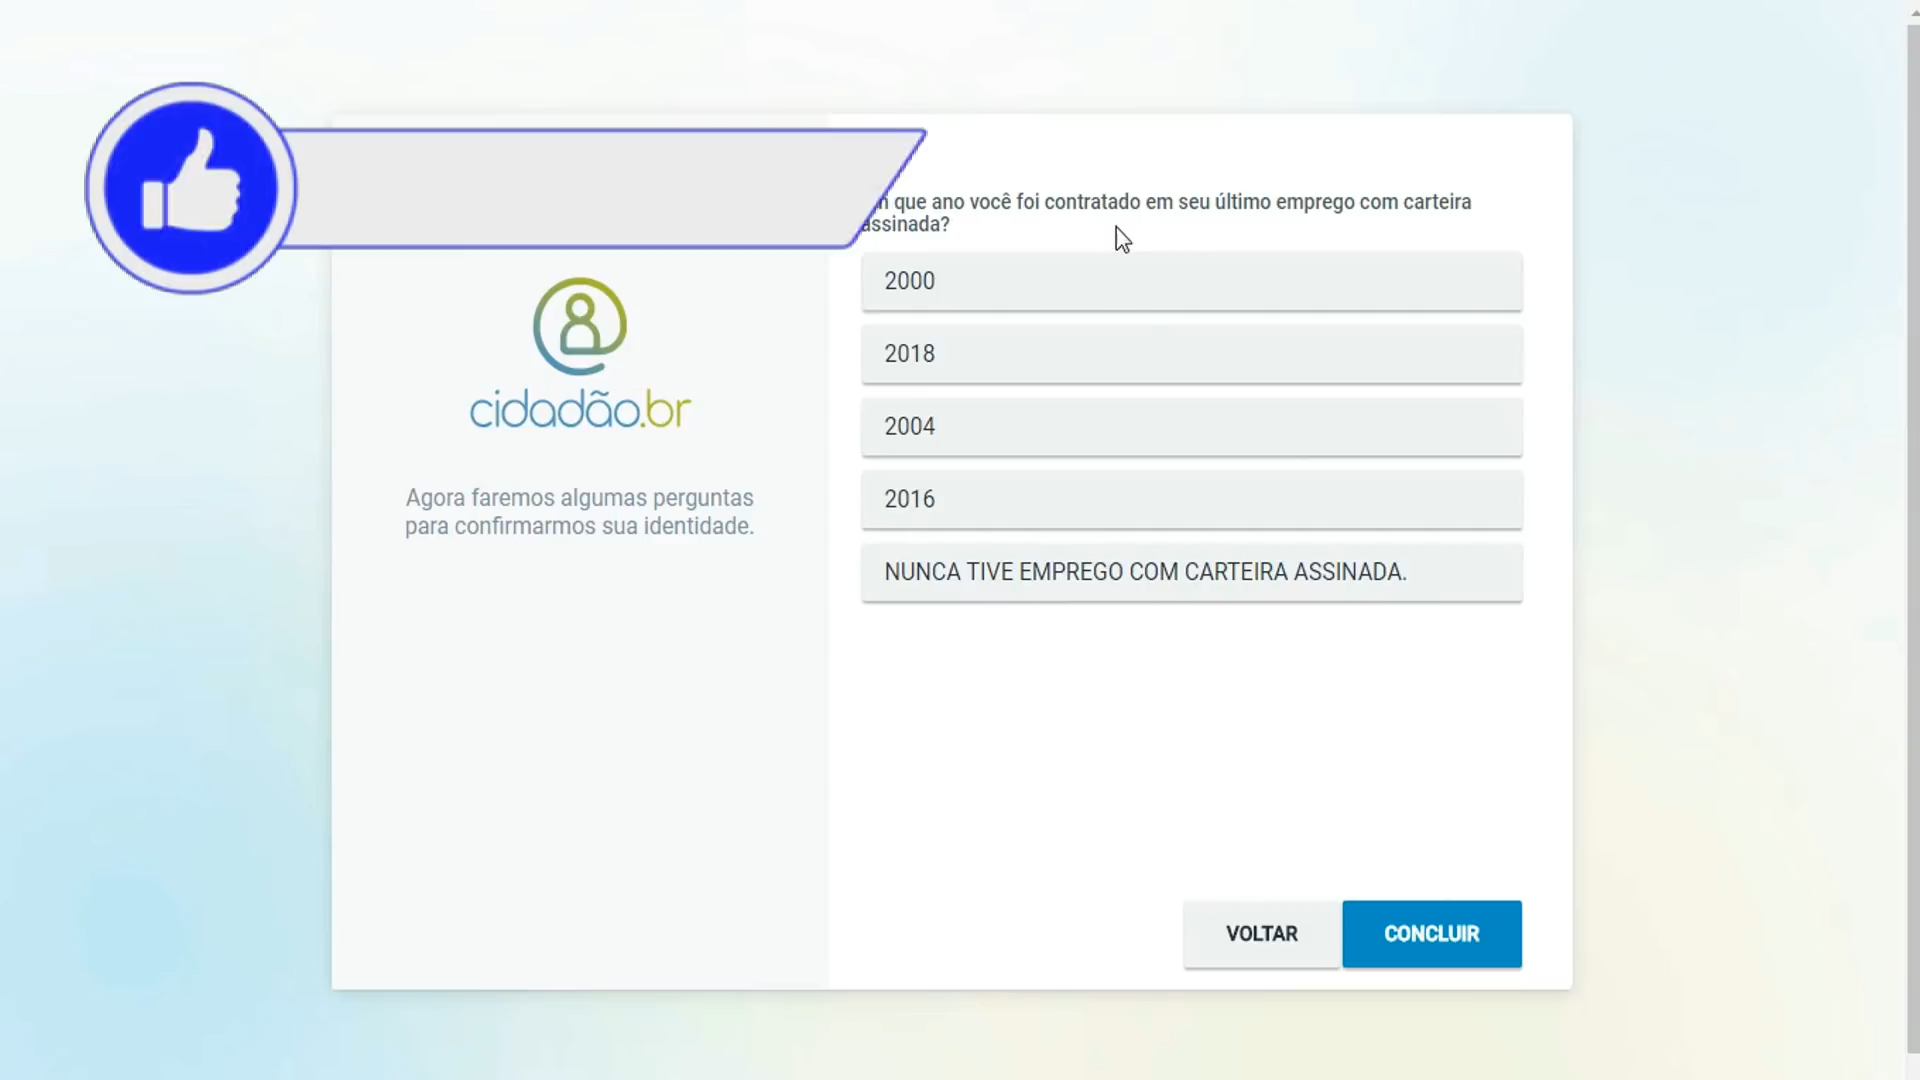 que ano você foi contratado em seu último emprego com carteira
assinada?
2000
2018
2004
2016
NUNCA TIVE EMPREGO COM CARTEIRA ASSINADA.
cidadão.br
Agora faremos algumas perguntas
para confirmarmos sua identidade.
VOLTAR
CONCLUIR